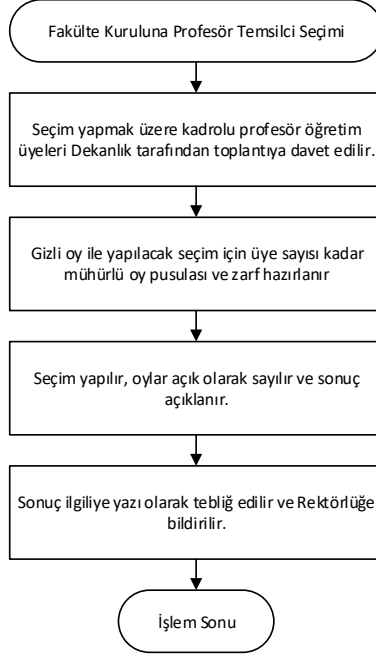 Fakülte Kuruluna Profesör Temsilci Seçimi
Seçim yapmak üzere kadrolu profesör öğretim
üyeleri Dekanlık tarafından toplantıya davet edilir.
Gizli oy ile yapılacak seçim için üye sayısı kadar
mühürlü oy pusulası ve zarf hazırlanır
Seçim yapılır, oylar açık olarak sayılır ve sonuç
açıklanır.
Sonuç ilgiliye yazı olarak tebliğ edilir ve Rektörlüğe
bildirilir.
İşlem Sonu